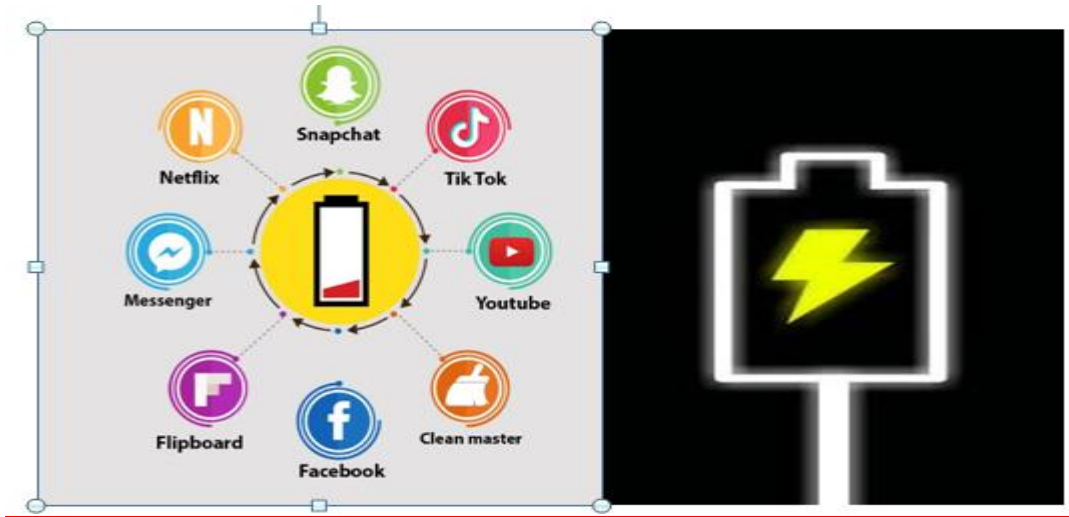 Snapchat
Netflix
Tik Tok
Messenger
Youtube
Flipboard
Clean master
Facebook